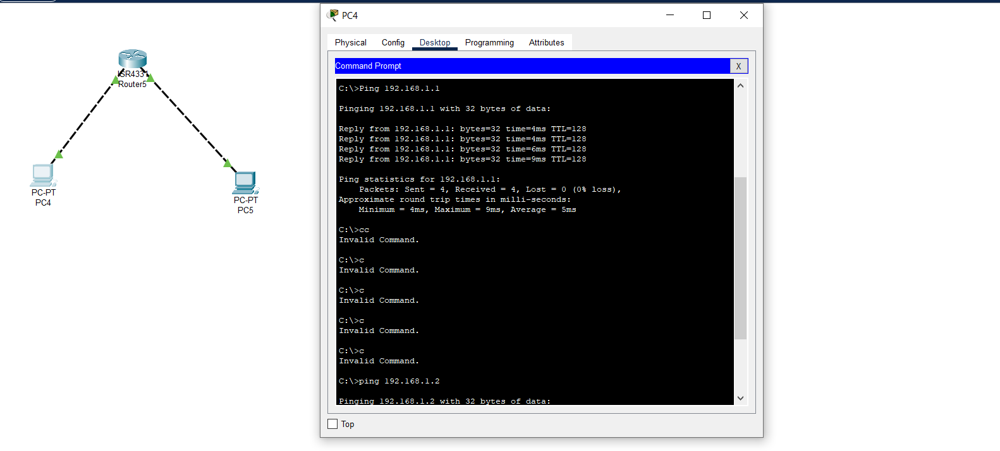 ISR4331
Router5
PC-PT
PC4
PC-PT
PC5
PC4
Physical
Config
Desktop
Programming
Attributes
Command Prompt
X
C:\>Ping 192.168.1.1
Pinging 192.168.1.1 with 32 bytes of data:
Reply from 192.168.1.1: bytes=32 time=4ms TTL=128
Reply from 192.168.1.1: bytes=32 time=4ms TTL=128
Reply from 192.168.1.1: bytes=32 time=6ms TTL=128
Reply from 192.168.1.1: bytes=32 time=9ms TTL=128
Ping statistics for 192.168.1.1:
Packets: Sent = 4, Received = 4, Lost = 0 (0% loss),
Approximate round trip times in milli-seconds:
Minimum = 4ms, Maximum = 9ms, Average = 5ms
C:\>cc
Invalid Command.
C:\>c
Invalid Command.
C:\>c
Invalid Command.
C:\>c
Invalid Command.
C:\>c
Invalid Command.
C:\>ping 192.168.1.2
Pinging 192.168.1.2 with 32 bytes of data:
Top